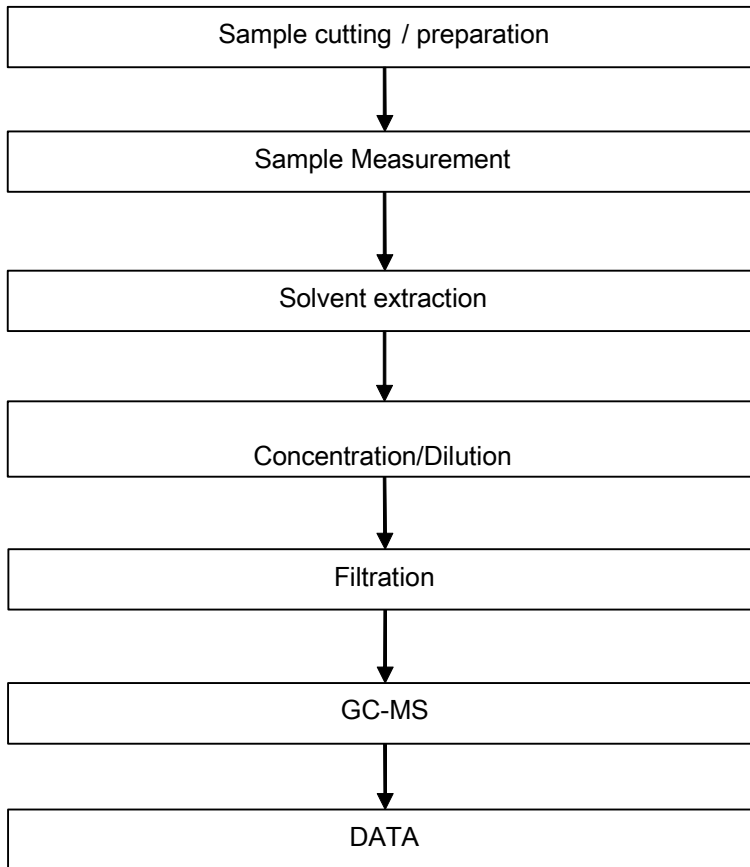 Sample cutting / preparation
Sample Measurement
Solvent extraction
Concentration/Dilution
Filtration
GC-MS
DATA